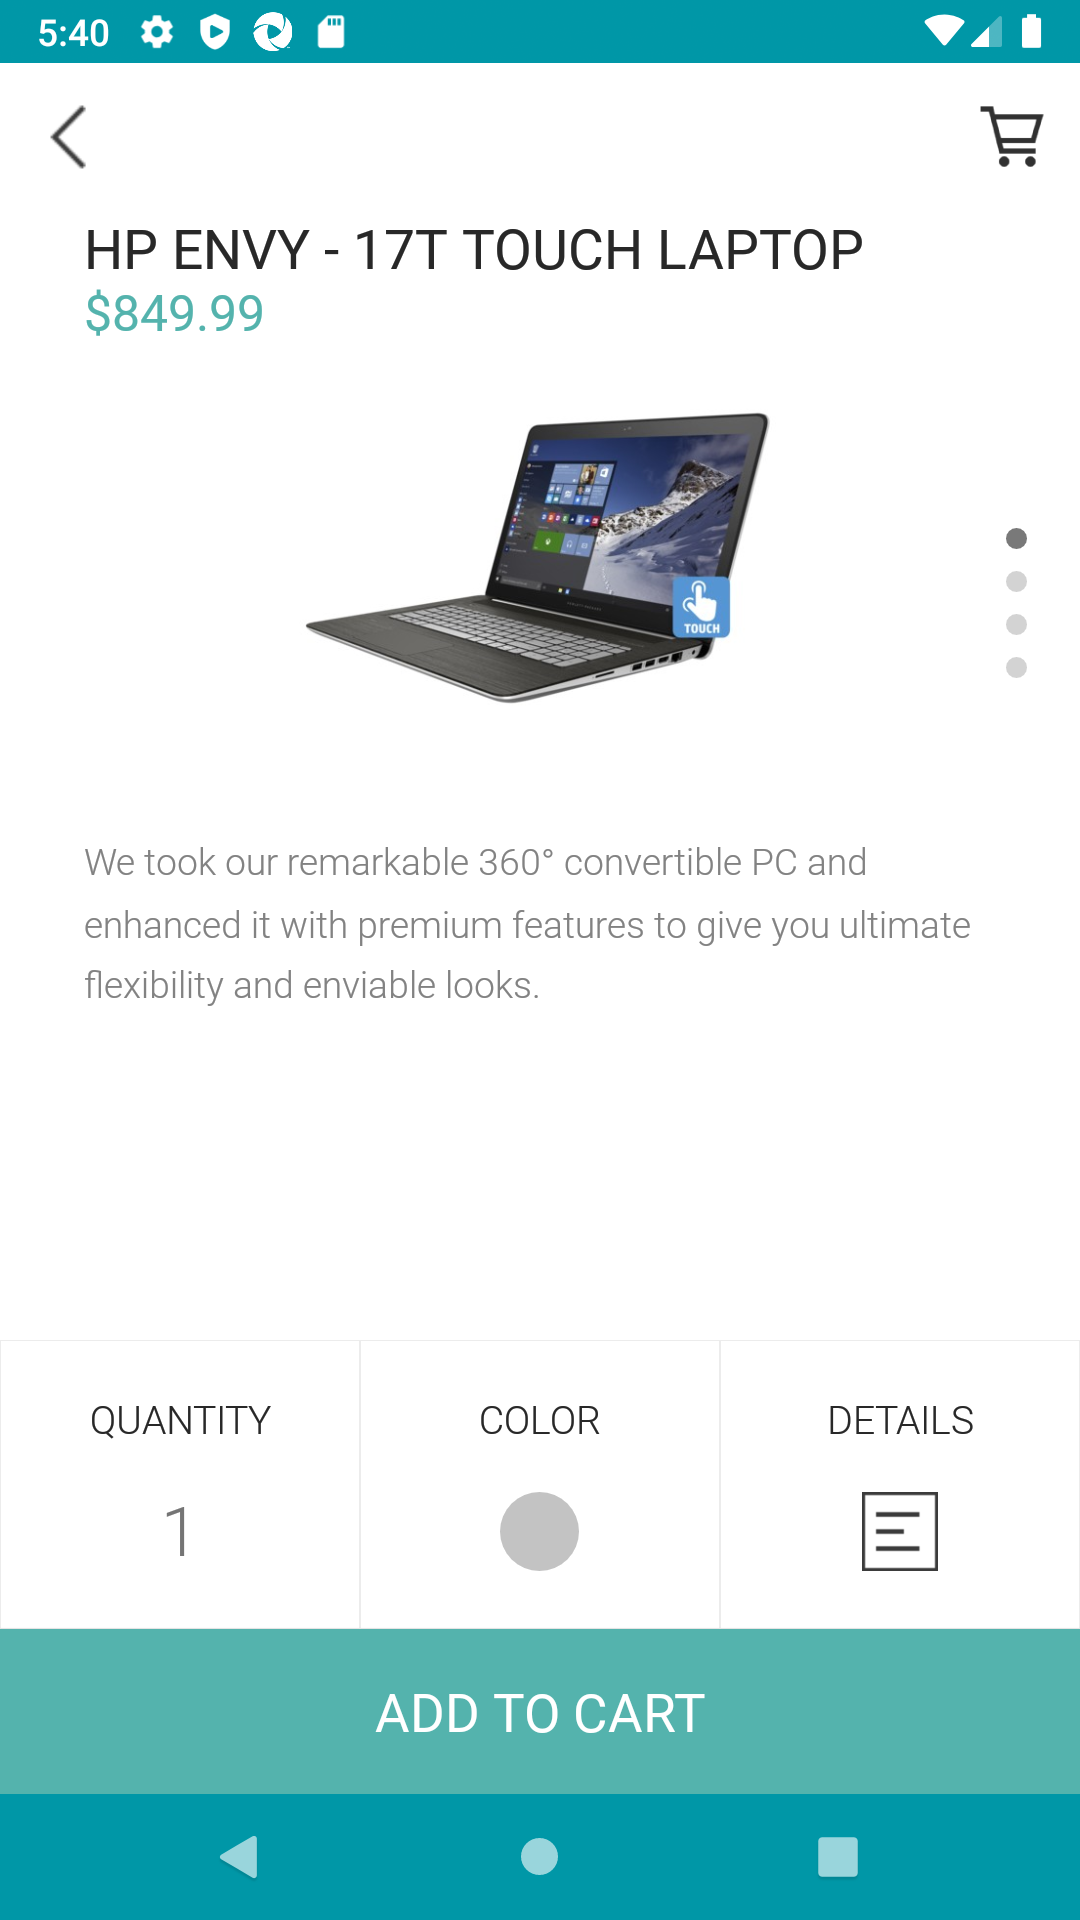 5:40
HP ENVY - 17T TOUCH LAPTOP
$849.99
TOUCH
We took our remarkable 360° convertible PC and
enhanced it with premium features to give you ultimate
flexibility and enviable looks.
QUANTITY COLOR DETAILS
1
ADD TO CART